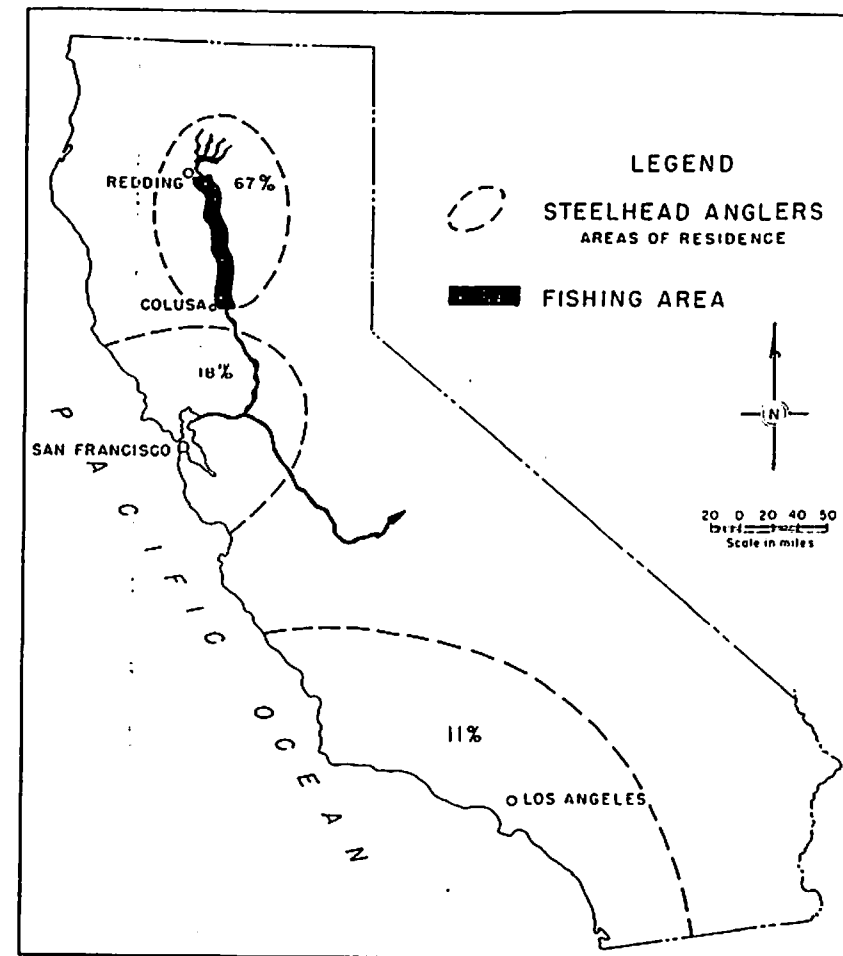 LEGEND
STEELHEAD ANGLERS
AREAS OF RESIDENCE
FISHING AREA
REDDING
67%
COLUSA
18%
SAN FRANCISCO
N
20 0 20 40 50
Scale in miles
PACIFIC OCEAN
11%
LOS ANGELES